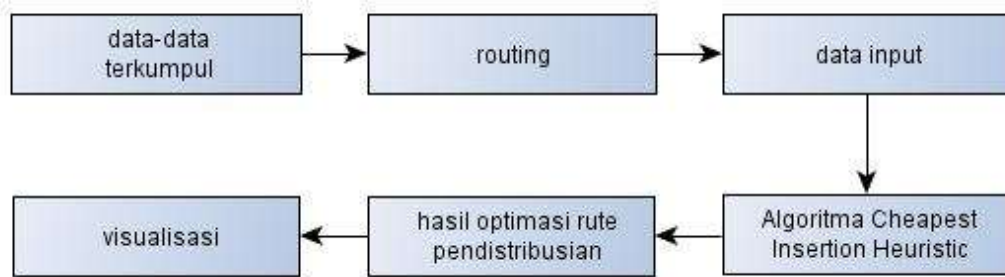 data-data
terkumpul
routing
data input
Algoritma Cheapest
Insertion Heuristic
hasil optimasi rute
pendistribusian
visualisasi